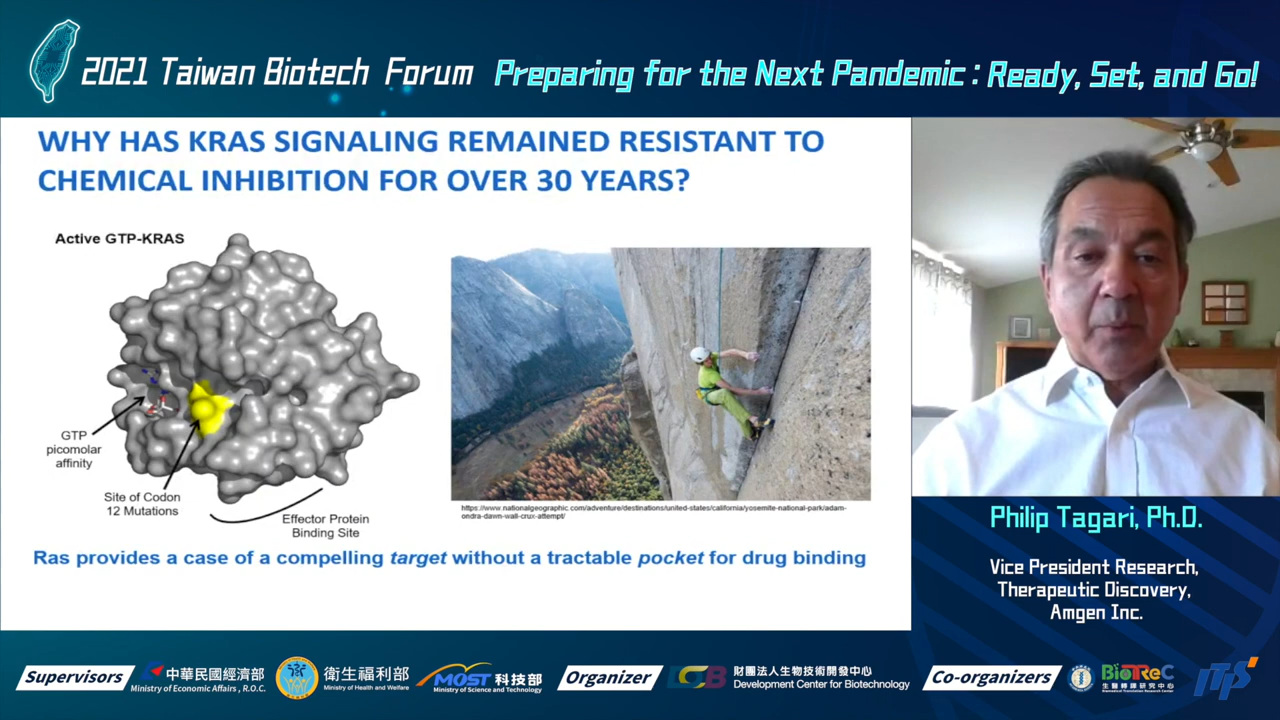 2021 Taiwan Biotech Forum Preparing for the Next Pandemic : Ready, Set, and Go!
WHY HAS KRAS SIGNALING REMAINED RESISTANT TO
CHEMICAL INHIBITION FOR OVER 30 YEARS?
Active GTP-KRAS
GTP
picomolar
affinity
Site of Codon
12 Mutations
Effector Protein
Binding Site
https://www.nationalgeographic.com/adventure/destinations/united-states/california/yosemite-national-park/adam-
ondra-dawn-wall-crux-attempt/
Ras provides a case of a compelling target without a tractable pocket for drug binding
Philip Tagari, Ph.D.
Vice President Research,
Therapeutic Discovery,
Amgen Inc.
Supervisors
中華民國經濟部
Ministry of Economic Affairs , R.O.C.
衛生福利部
Ministry of Health and Welfare
MOST 科技部
Ministry of Science and Technology
Organizer
DCB
財團法人生物技術開發中心
Development Center for Biotechnology
Co-organizers
BioTReC
生醫轉譯研究中心
Biomedical Translation Research Center
ITPS